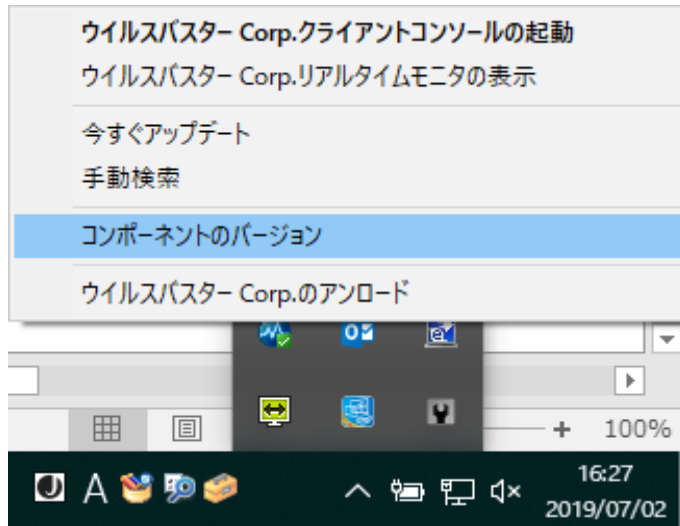 ウイルスバスター Corp.クライアントコンソールの起動
ウイルスバスター Corp.リアルタイムモニタの表示
今すぐアップデート
手動検索
コンポーネントのバージョン
ウイルスバスター Corp.のアンロード
100%
A
16:27
2019/07/02